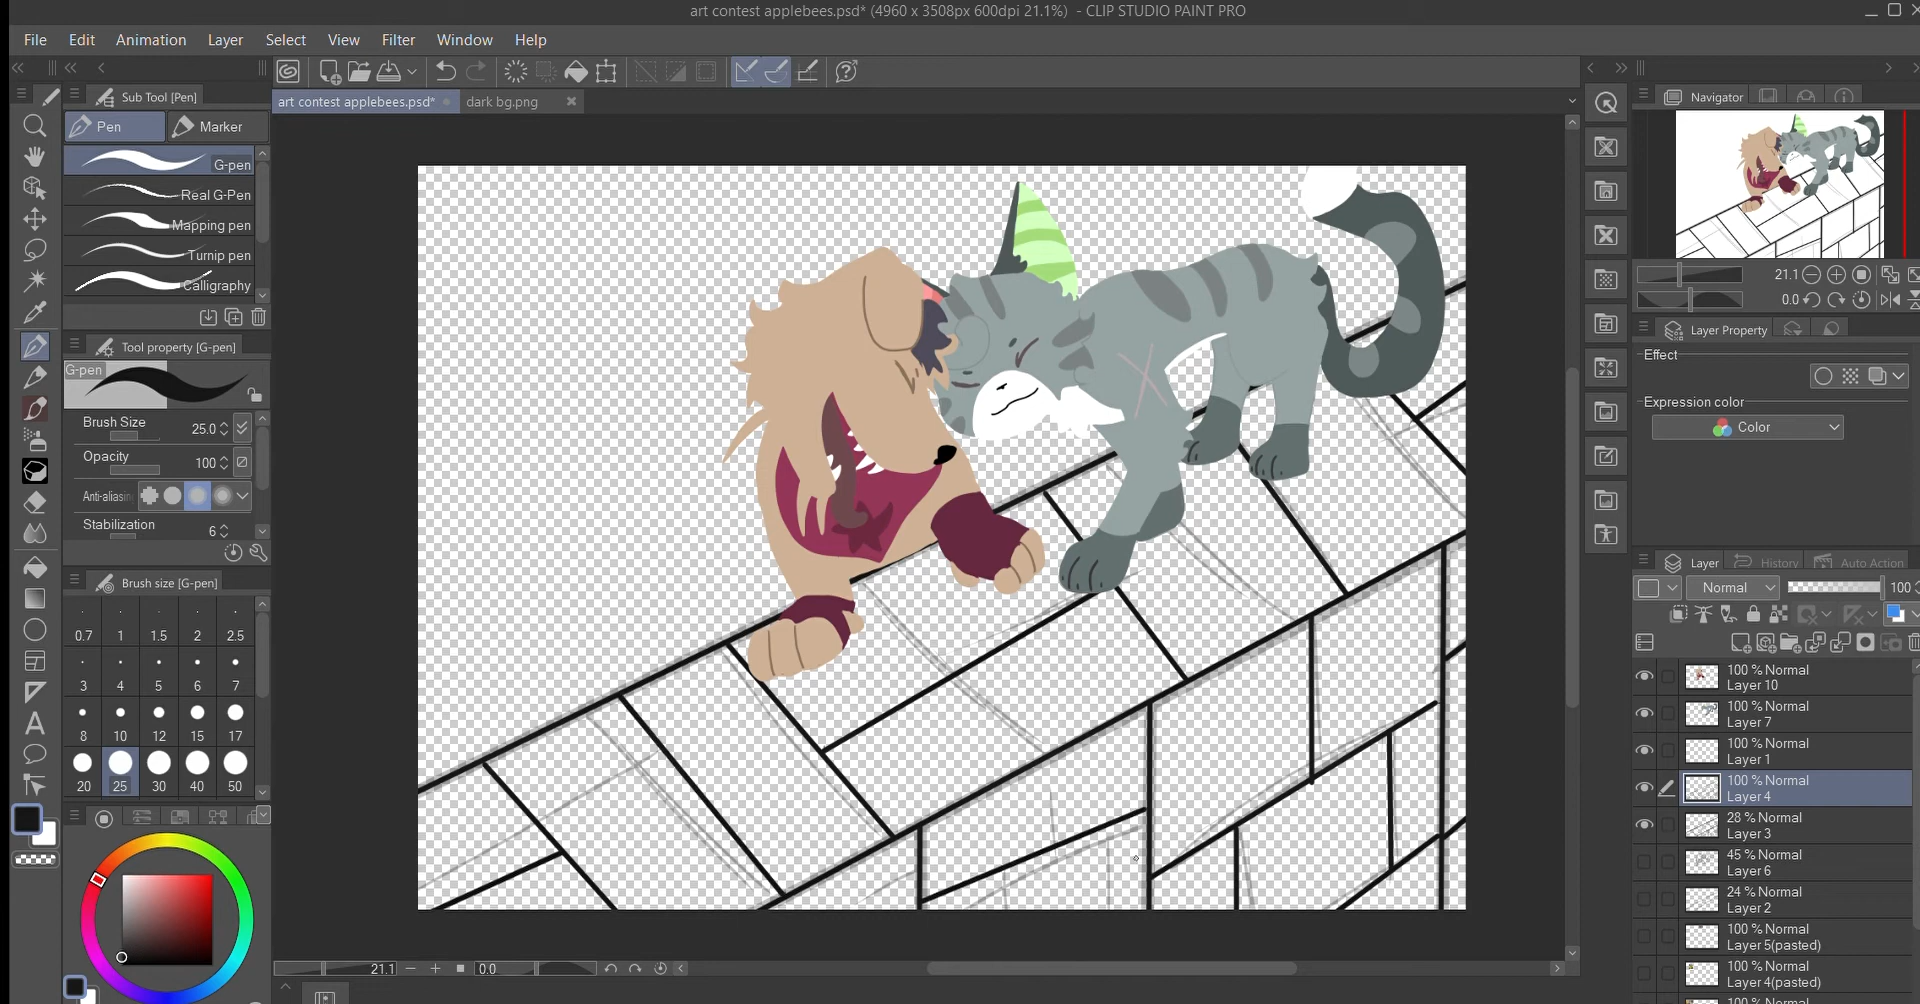 art contest applebees.psd* (4960 x 3508px 600dpi 21.1%) - CLIP STUDIO PAINT PRO
File Edit Animation Layer Select View Filter Window Help
Sub Tool [Pen]
art contest applebees.psd* dark bg.png
Navigator
Pen Marker
G-pen
Real G-Pen
Mapping pen
Turnip pen
Calligraphy
21.1
0.0
Layer Property
Tool property [G-pen]
Effect
G-pen
Expression color
Color
Brush Size 25.0
Opacity 100
Anti-aliasin
Stabilization 6
Brush size [G-pen]
Layer History Auto Action
Normal 100
0.7 1 1.5 2 2.5
3 4 5 6 7
8 10 12 15 17
20 25 30 40 50
100 % Normal
Layer 10
100 % Normal
Layer 7
100 % Normal
Layer 1
100 % Normal
Layer 4
28 % Normal
Layer 3
45 % Normal
Layer 6
24 % Normal
Layer 2
100 % Normal
Layer 5(pasted)
100 % Normal
Layer 4(pasted)
21.1 0.0